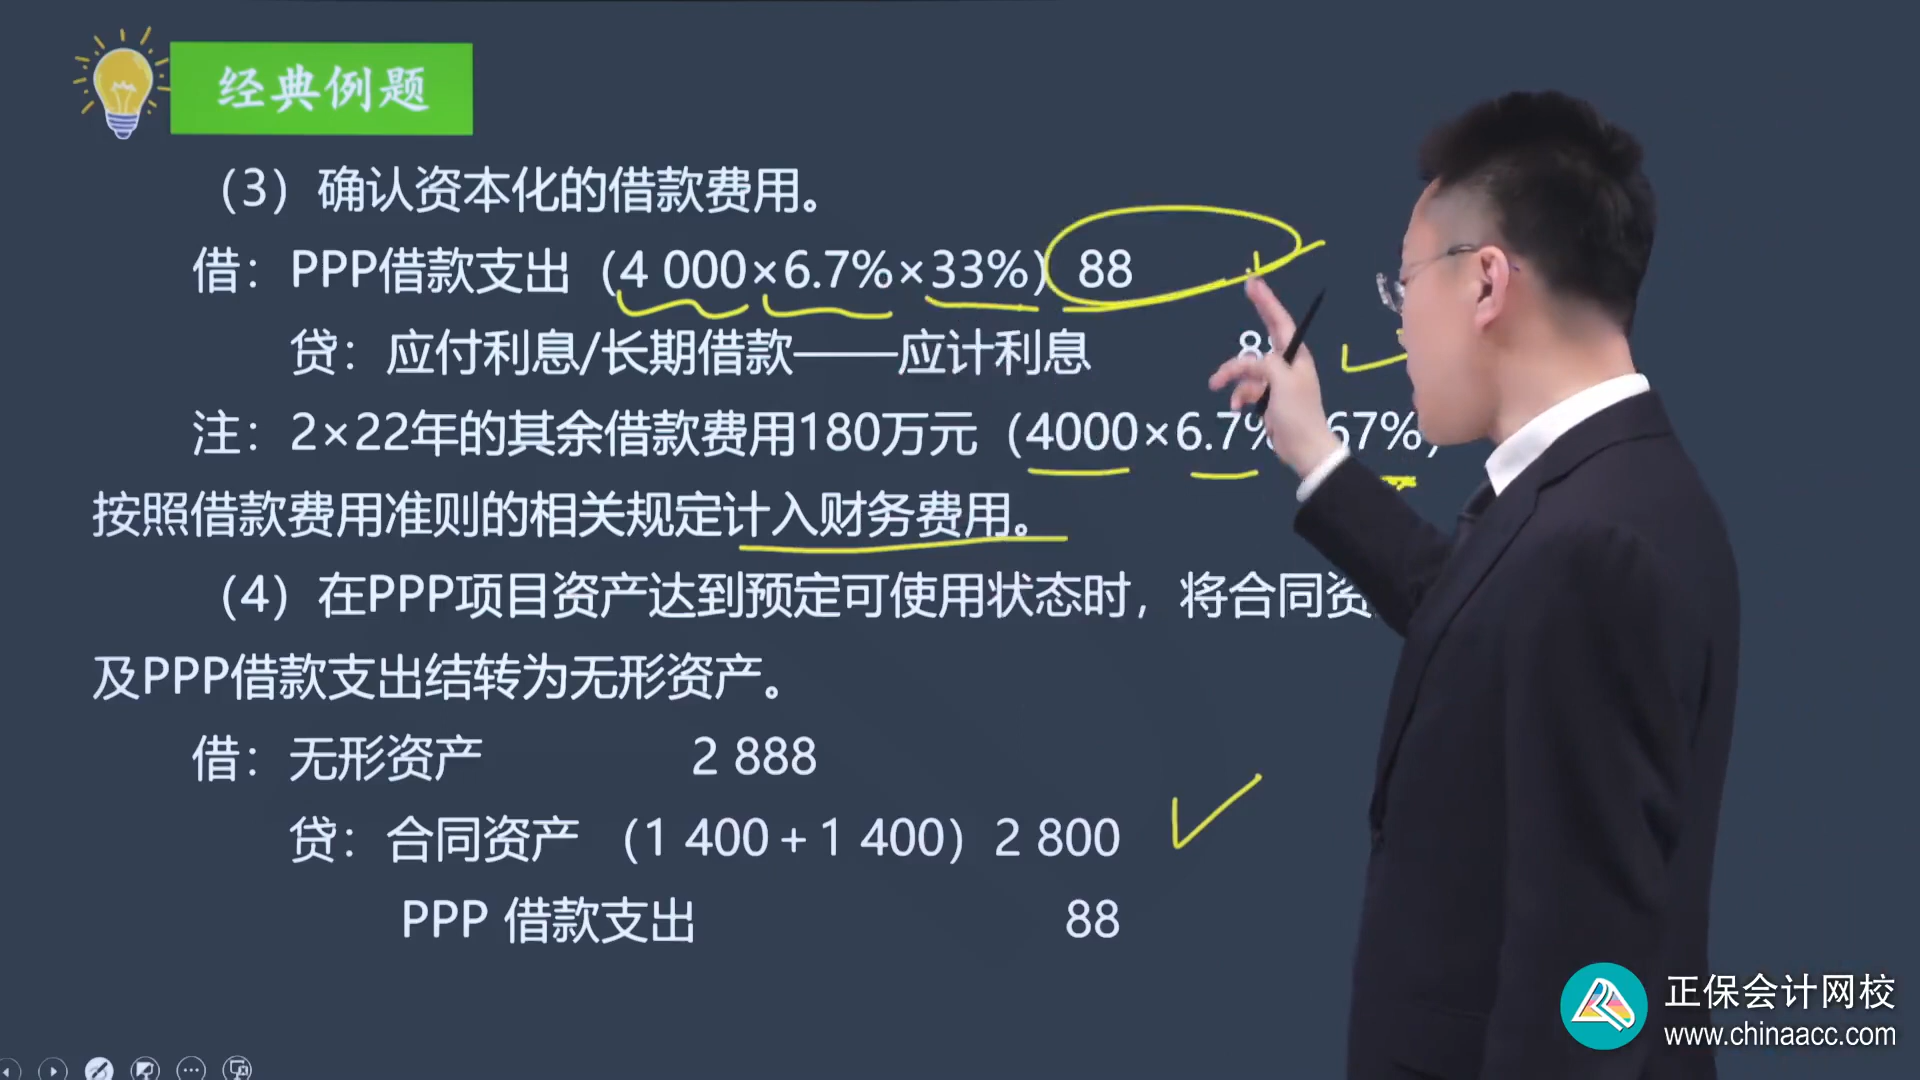 经典例题
（3）确认资本化的借款费用。
借：PPP借款支出（4 000×6.7%×33%）88
贷：应付利息/长期借款——应计利息
注：2×22年的其余借款费用180万元（4000×6.7% 67%）
按照借款费用准则的相关规定计入财务费用。
（4）在PPP项目资产达到预定可使用状态时，将合同资
及PPP借款支出结转为无形资产。
借：无形资产 2 888
贷：合同资产（1 400＋1 400）2 800
PPP 借款支出 88
正保会计网校
www.chinaacc.com